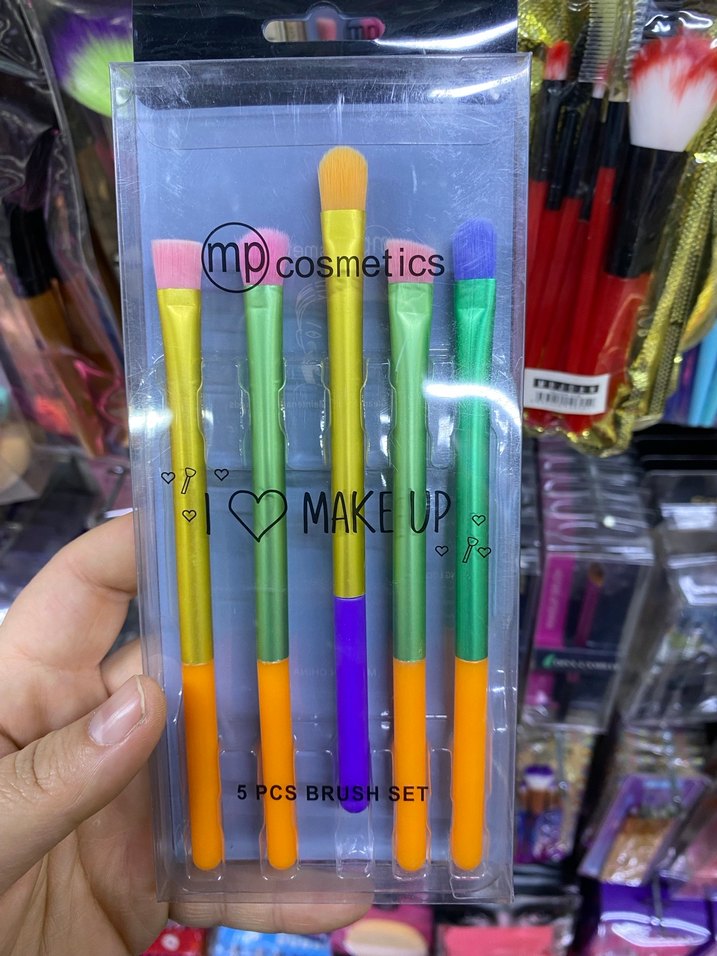 mp cosmetics
I ♡ MAKE UP
5 PCS BRUSH SET